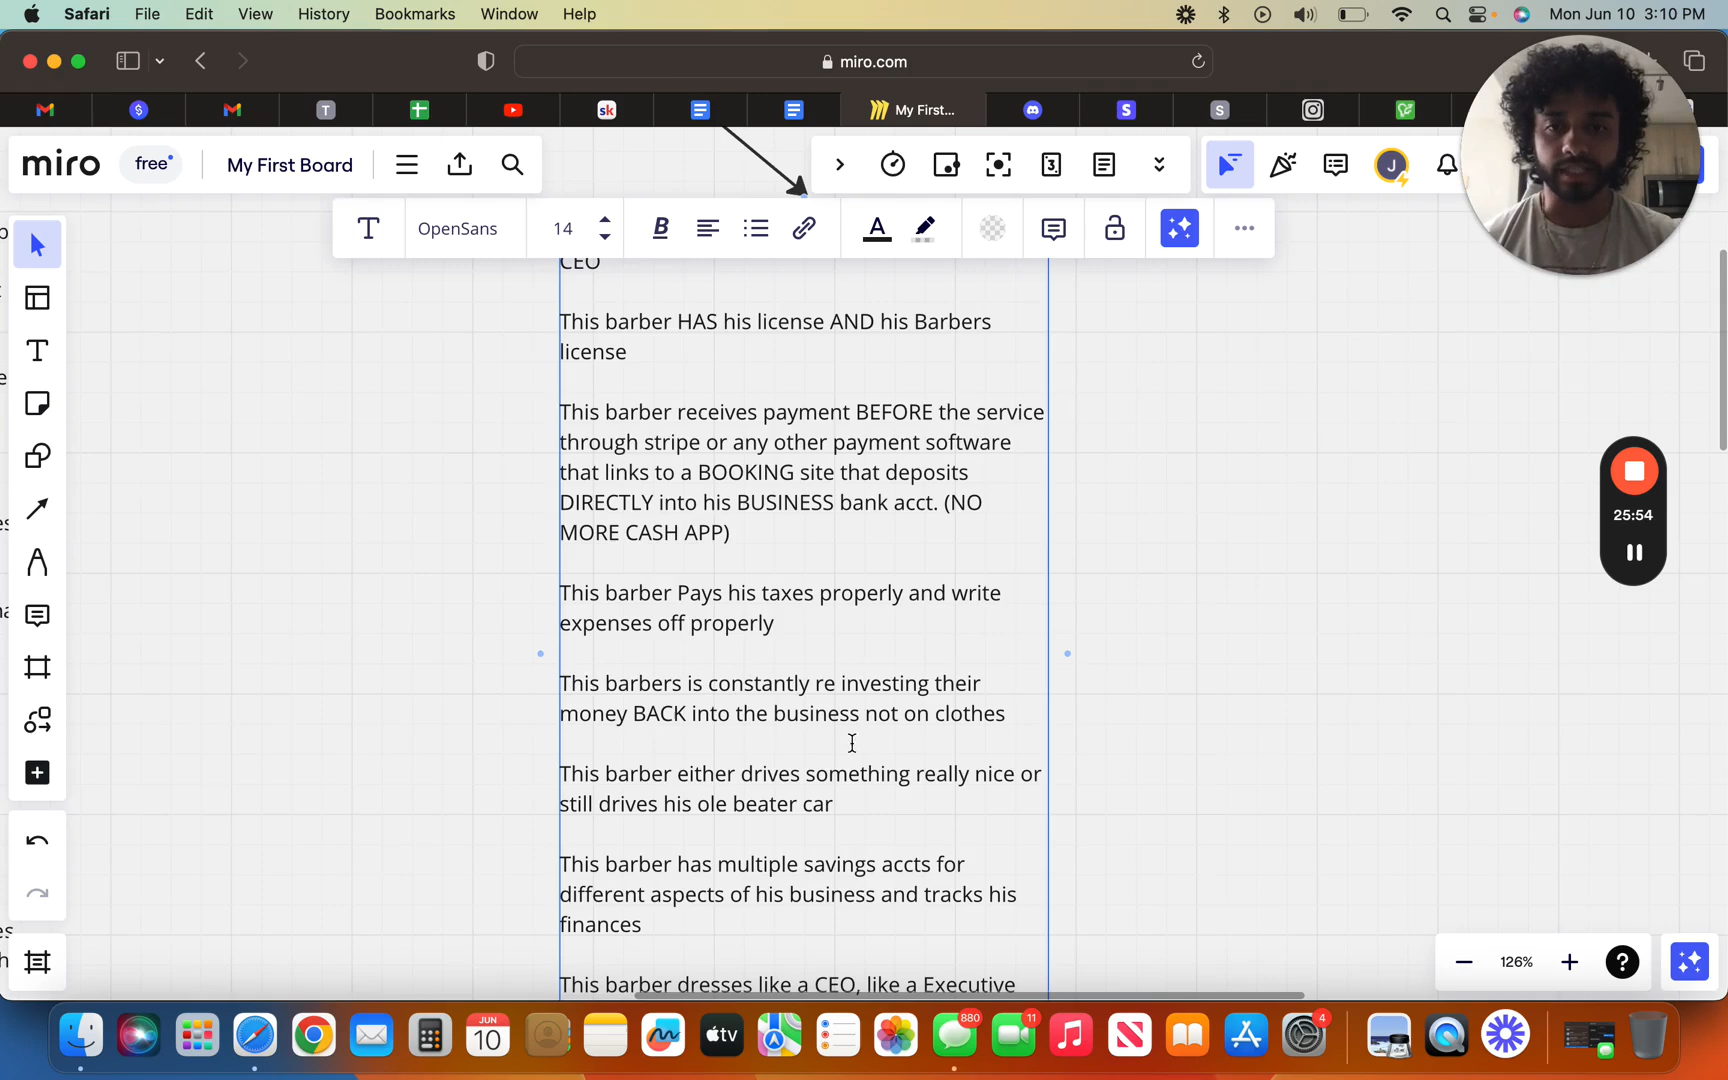 Safari File Edit View History Bookmarks Window Help Mon Jun 10 3:10 PM
miro.com
sk My First...
miro free My First Board 3 J
OpenSans 14 B A
CEO
This barber HAS his license AND his Barbers
license
This barber receives payment BEFORE the service
through stripe or any other payment software
that links to a BOOKING site that deposits
DIRECTLY into his BUSINESS bank acct. (NO
MORE CASH APP)
This barber Pays his taxes properly and write
expenses off properly
This barbers is constantly re investing their
money BACK into the business not on clothes
This barber either drives something really nice or
still drives his ole beater car
This barber has multiple savings accts for
different aspects of his business and tracks his
finances
This barber dresses like a CEO, like a Executive
25:54
126% ?
JUN
10
tv
880
11
4